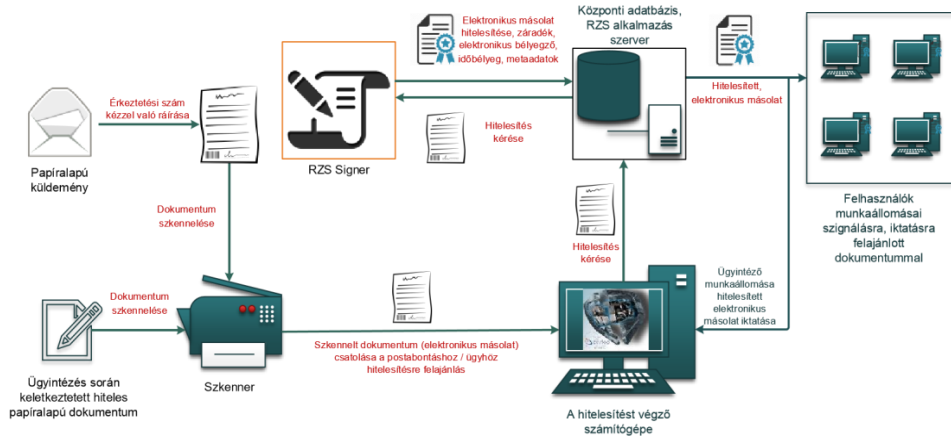 Elektronikus másolat
hitelesítése, záradék,
elektronikus bélyegző,
időbélyeg, metaadatok
Központi adatbázis,
RZS alkalmazás
szerver
Hitelesített,
elektronikus másolat
Érkeztetési szám
kézzel való ráírása
Papíralapú
küldemény
RZS Signer
Hitelesítés
kérése
Felhasználók
munkaállomásai
szignálásra, iktatásra
felajánlott
dokumentummal
Dokumentum
szkennelése
Hitelesítés
kérése
Ügyintéző
munkaállomása
hitelesített
elektronikus
másolat iktatása
Dokumentum
szkennelése
Szkennelt dokumentum (elektronikus másolat)
csatolása a postabontáshoz / ügyhöz
hitelesítésre felajánlás
Szkenner
Ügyintézés során
keletkeztetett hiteles
papíralapú dokumentum
A hitelesítést végző
számítógépe